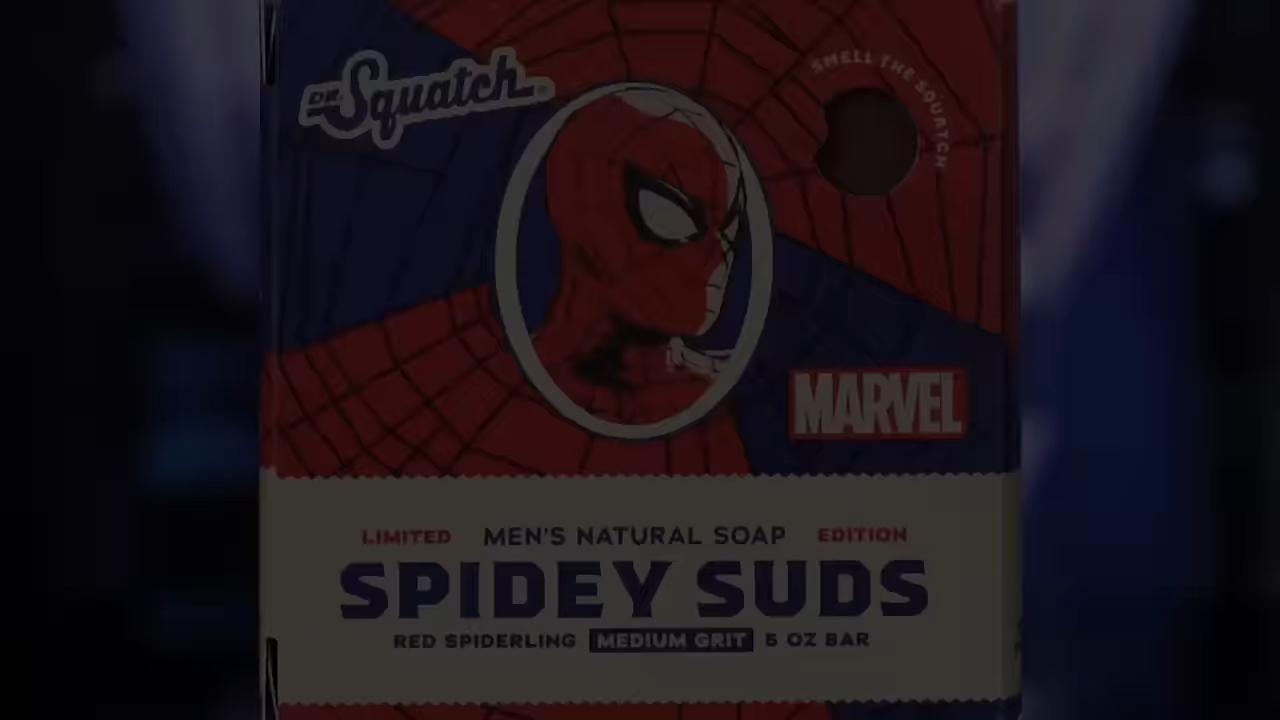 DR. Squatch
SMELL THE SQUATCH
MARVEL
LIMITED MEN'S NATURAL SOAP EDITION
SPIDEY SUDS
RED SPIDERLING MEDIUM GRIT 5 OZ BAR